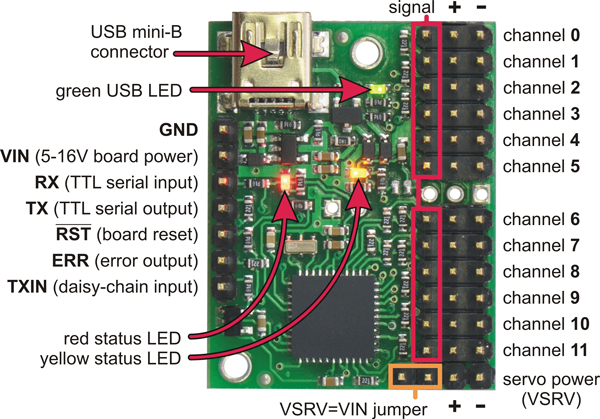 signal + −
USB mini-B
connector
green USB LED
GND
VIN (5-16V board power)
RX (TTL serial input)
TX (TTL serial output)
RST (board reset)
ERR (error output)
TXIN (daisy-chain input)
red status LED
yellow status LED
channel 0
channel 1
channel 2
channel 3
channel 4
channel 5
channel 6
channel 7
channel 8
channel 9
channel 10
channel 11
servo power
(VSRV)
VSRV=VIN jumper
+ −